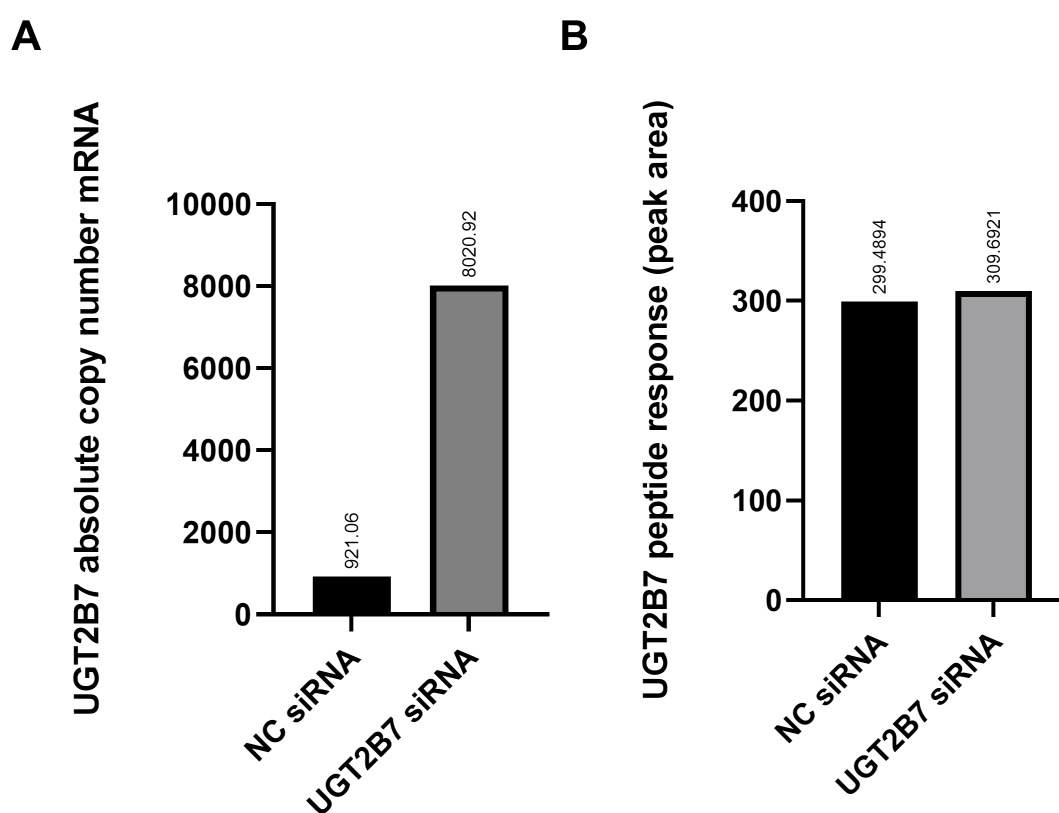 A
UGT2B7 absolute copy number mRNA
10000
8000
6000
4000
2000
0
921.06
8020.92
NC siRNA
UGT2B7 siRNA
B
UGT2B7 peptide response (peak area)
400
300
200
100
0
299.4894
309.6921
NC siRNA
UGT2B7 siRNA